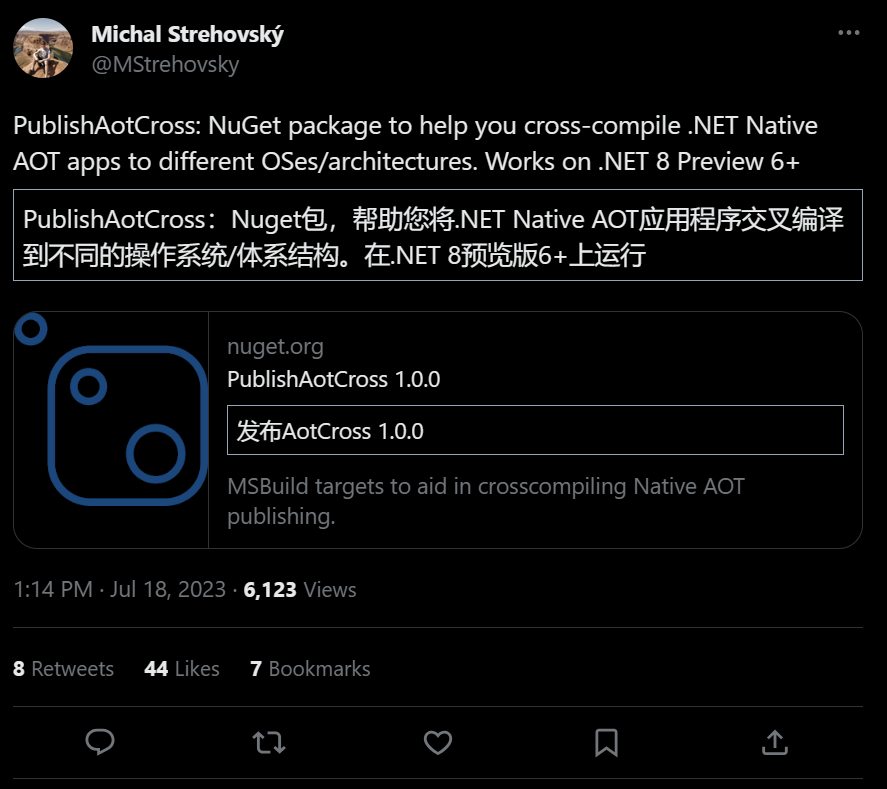 Michal Strehovský
@MStrehovsky
PublishAotCross: NuGet package to help you cross-compile .NET Native
AOT apps to different OSes/architectures. Works on .NET 8 Preview 6+
PublishAotCross：Nuget包，帮助您将.NET Native AOT应用程序交叉编译
到不同的操作系统/体系结构。在.NET 8预览版6+上运行
nuget.org
PublishAotCross 1.0.0
发布AotCross 1.0.0
MSBuild targets to aid in crosscompiling Native AOT
publishing.
1:14 PM · Jul 18, 2023 · 6,123 Views
8 Retweets 44 Likes 7 Bookmarks